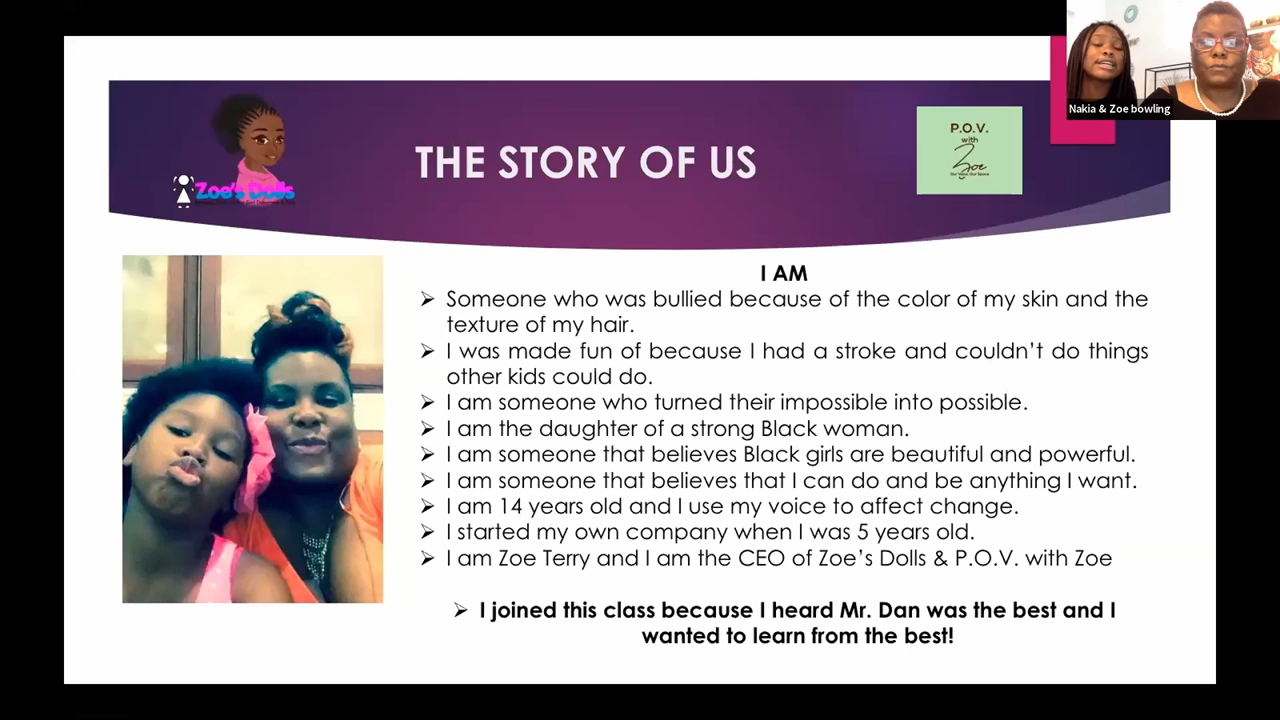 Nakia & Zoe bowling
Zoe's Dolls
THE STORY OF US
P.O.V.
with
Zoe
I AM
➢ Someone who was bullied because of the color of my skin and the
texture of my hair.
➢ I was made fun of because I had a stroke and couldn't do things
other kids could do.
➢ I am someone who turned their impossible into possible.
➢ I am the daughter of a strong Black woman.
➢ I am someone that believes Black girls are beautiful and powerful.
➢ I am someone that believes that I can do and be anything I want.
➢ I am 14 years old and I use my voice to affect change.
➢ I started my own company when I was 5 years old.
➢ I am Zoe Terry and I am the CEO of Zoe's Dolls & P.O.V. with Zoe
➢ I joined this class because I heard Mr. Dan was the best and I
wanted to learn from the best!